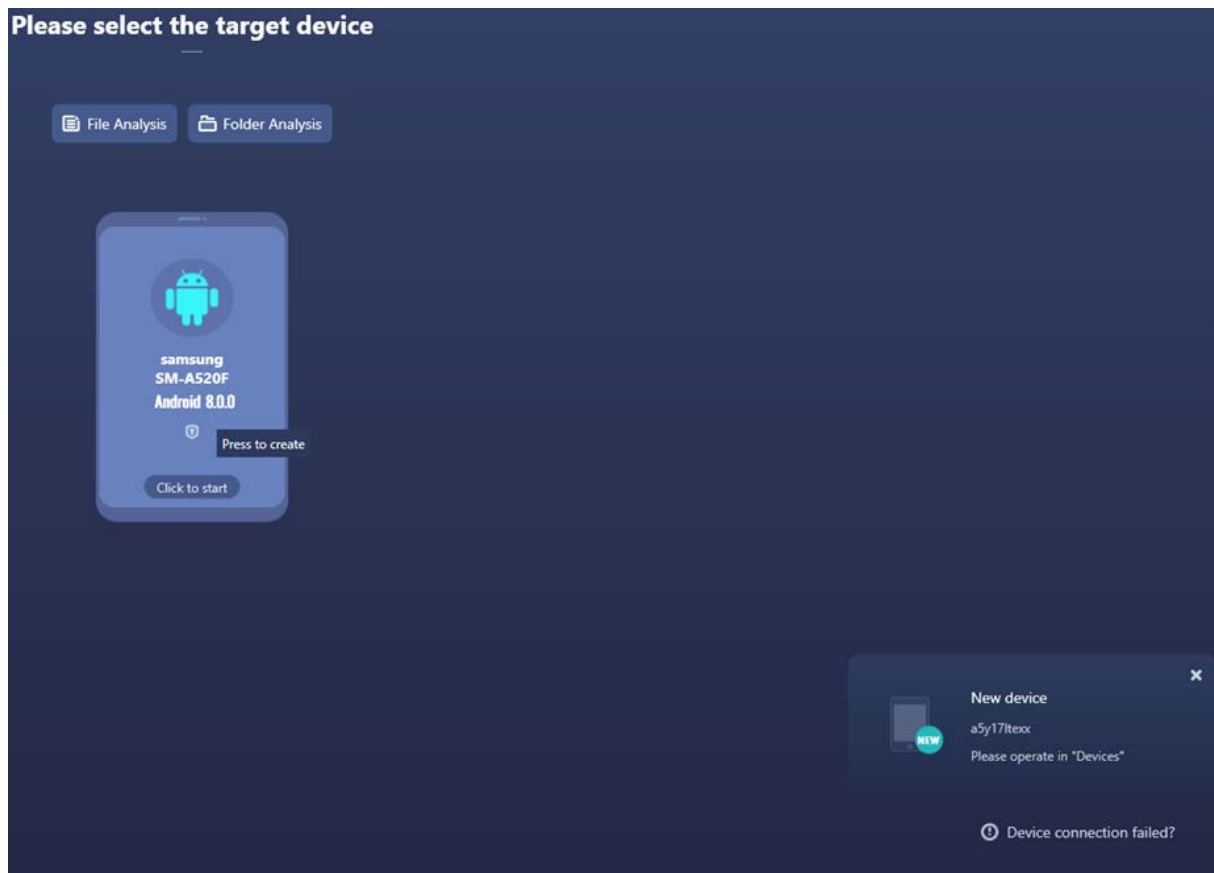 Please select the target device
File Analysis
Folder Analysis
samsung
SM-A520F
Android 8.0.0
Press to create
Click to start
New device
NEW
a5y17ltexx
Please operate in "Devices"
Device connection failed?